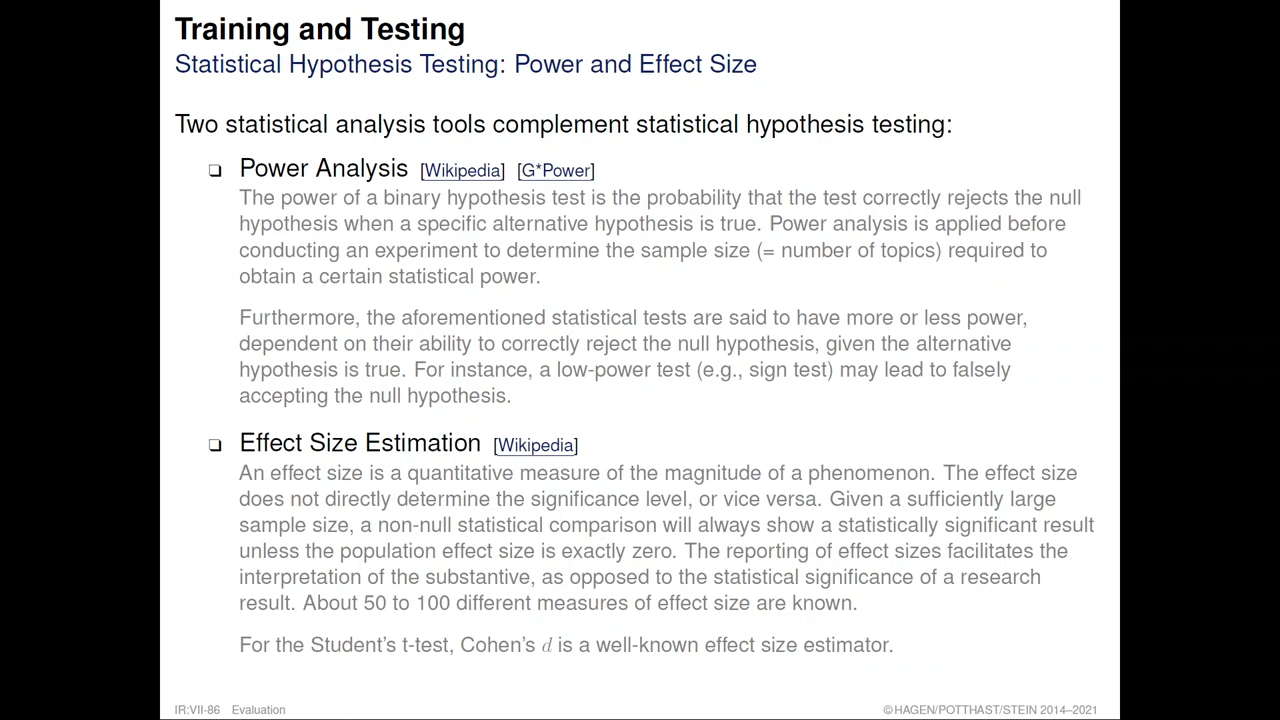 Training and Testing
Statistical Hypothesis Testing: Power and Effect Size
Two statistical analysis tools complement statistical hypothesis testing:
❏ Power Analysis [Wikipedia] [G*Power]
The power of a binary hypothesis test is the probability that the test correctly rejects the null
hypothesis when a specific alternative hypothesis is true. Power analysis is applied before
conducting an experiment to determine the sample size (= number of topics) required to
obtain a certain statistical power.
Furthermore, the aforementioned statistical tests are said to have more or less power,
dependent on their ability to correctly reject the null hypothesis, given the alternative
hypothesis is true. For instance, a low-power test (e.g., sign test) may lead to falsely
accepting the null hypothesis.
❏ Effect Size Estimation [Wikipedia]
An effect size is a quantitative measure of the magnitude of a phenomenon. The effect size
does not directly determine the significance level, or vice versa. Given a sufficiently large
sample size, a non-null statistical comparison will always show a statistically significant result
unless the population effect size is exactly zero. The reporting of effect sizes facilitates the
interpretation of the substantive, as opposed to the statistical significance of a research
result. About 50 to 100 different measures of effect size are known.
For the Student's t-test, Cohen's d is a well-known effect size estimator.
IR:VII-86 Evaluation ©HAGEN/POTTHAST/STEIN 2014–2021